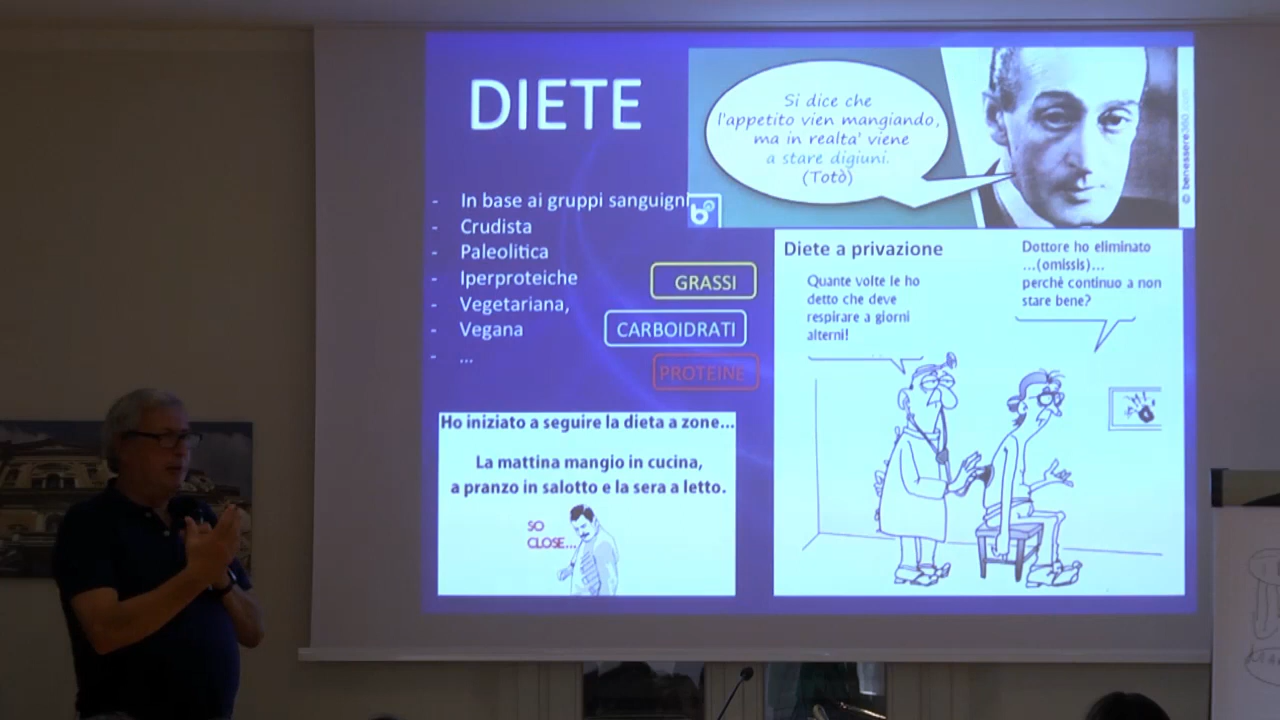 DIETE
Si dice che
l'appetito vien mangiando,
ma in realta' viene
a stare digiuni.
(Totò)
© benessere360.com
b
- In base ai gruppi sanguigni
- Crudista
- Paleolitica
- Iperproteiche
- Vegetariana,
- Vegana
- ...
GRASSI
CARBOIDRATI
PROTEINE
Diete a privazione
Quante volte le ho
detto che deve
respirare a giorni
alterni!
Dottore ho eliminato
...(omissis)...
perchè continuo a non
stare bene?
Ho iniziato a seguire la dieta a zone...
La mattina mangio in cucina,
a pranzo in salotto e la sera a letto.
SO
CLOSE...